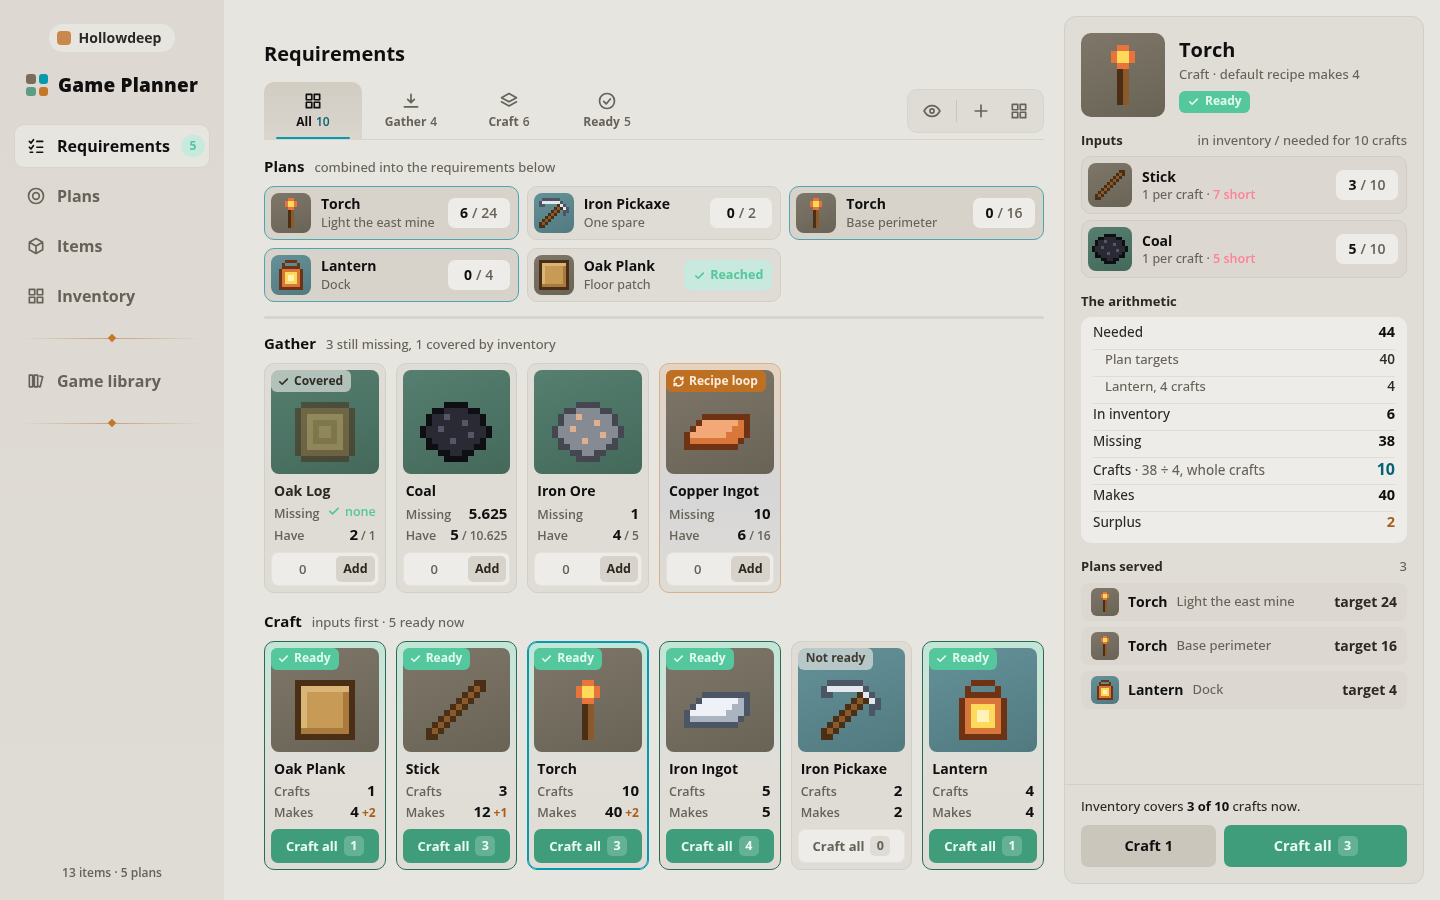 Hollowdeep
Game Planner
Requirements 5
Plans
Items
Inventory
Game library
13 items · 5 plans
Requirements
All 10
Gather 4
Craft 6
Ready 5
Plans combined into the requirements below
Torch
Light the east mine
6 / 24
Iron Pickaxe
One spare
0 / 2
Torch
Base perimeter
0 / 16
Lantern
Dock
0 / 4
Oak Plank
Floor patch
Reached
Gather 3 still missing, 1 covered by inventory
Covered
Oak Log
Missing none
Have 2 / 1
0 Add
Coal
Missing 5.625
Have 5 / 10.625
0 Add
Iron Ore
Missing 1
Have 4 / 5
0 Add
Recipe loop
Copper Ingot
Missing 10
Have 6 / 16
0 Add
Craft inputs first · 5 ready now
Ready
Oak Plank
Crafts 1
Makes 4 +2
Craft all 1
Ready
Stick
Crafts 3
Makes 12 +1
Craft all 3
Ready
Torch
Crafts 10
Makes 40 +2
Craft all 3
Ready
Iron Ingot
Crafts 5
Makes 5
Craft all 4
Not ready
Iron Pickaxe
Crafts 2
Makes 2
Craft all 0
Ready
Lantern
Crafts 4
Makes 4
Craft all 1
Torch
Craft · default recipe makes 4
Ready
Inputs in inventory / needed for 10 crafts
Stick
1 per craft · 7 short
3 / 10
Coal
1 per craft · 5 short
5 / 10
The arithmetic
Needed 44
Plan targets 40
Lantern, 4 crafts 4
In inventory 6
Missing 38
Crafts · 38 ÷ 4, whole crafts 10
Makes 40
Surplus 2
Plans served 3
Torch Light the east mine target 24
Torch Base perimeter target 16
Lantern Dock target 4
Inventory covers 3 of 10 crafts now.
Craft 1
Craft all 3